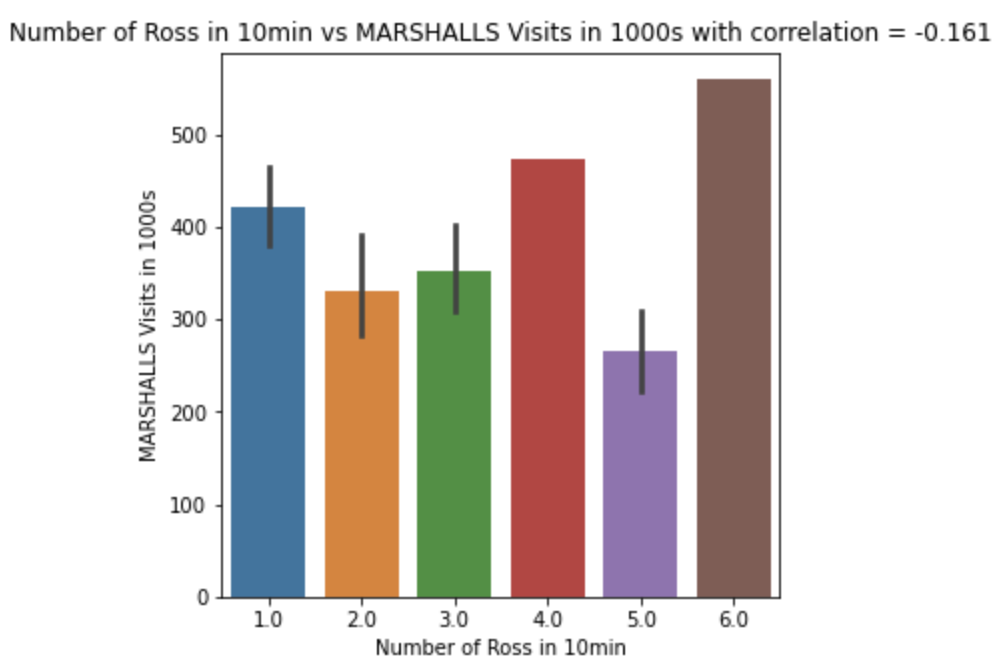 Number of Ross in 10min vs MARSHALLS Visits in 1000s with correlation = -0.161
MARSHALLS Visits in 1000s
500
400
300
200
100
0
1.0 2.0 3.0 4.0 5.0 6.0
Number of Ross in 10min